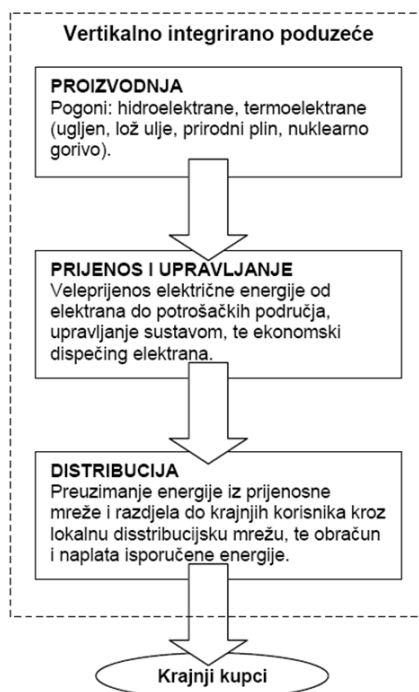 Vertikalno integrirano poduzeće
PROIZVODNJA
Pogoni: hidroelektrane, termoelektrane
(ugljen, lož ulje, prirodni plin, nuklearno
gorivo).
PRIJENOS I UPRAVLJANJE
Veleprijenos električne energije od
elektrana do potrošačkih područja,
upravljanje sustavom, te ekonomski
dispečing elektrana.
DISTRIBUCIJA
Preuzimanje energije iz prijenosne
mreže i razdjela do krajnjih korisnika kroz
lokalnu disstribucijsku mrežu, te obračun
i naplata isporučene energije.
Krajnji kupci